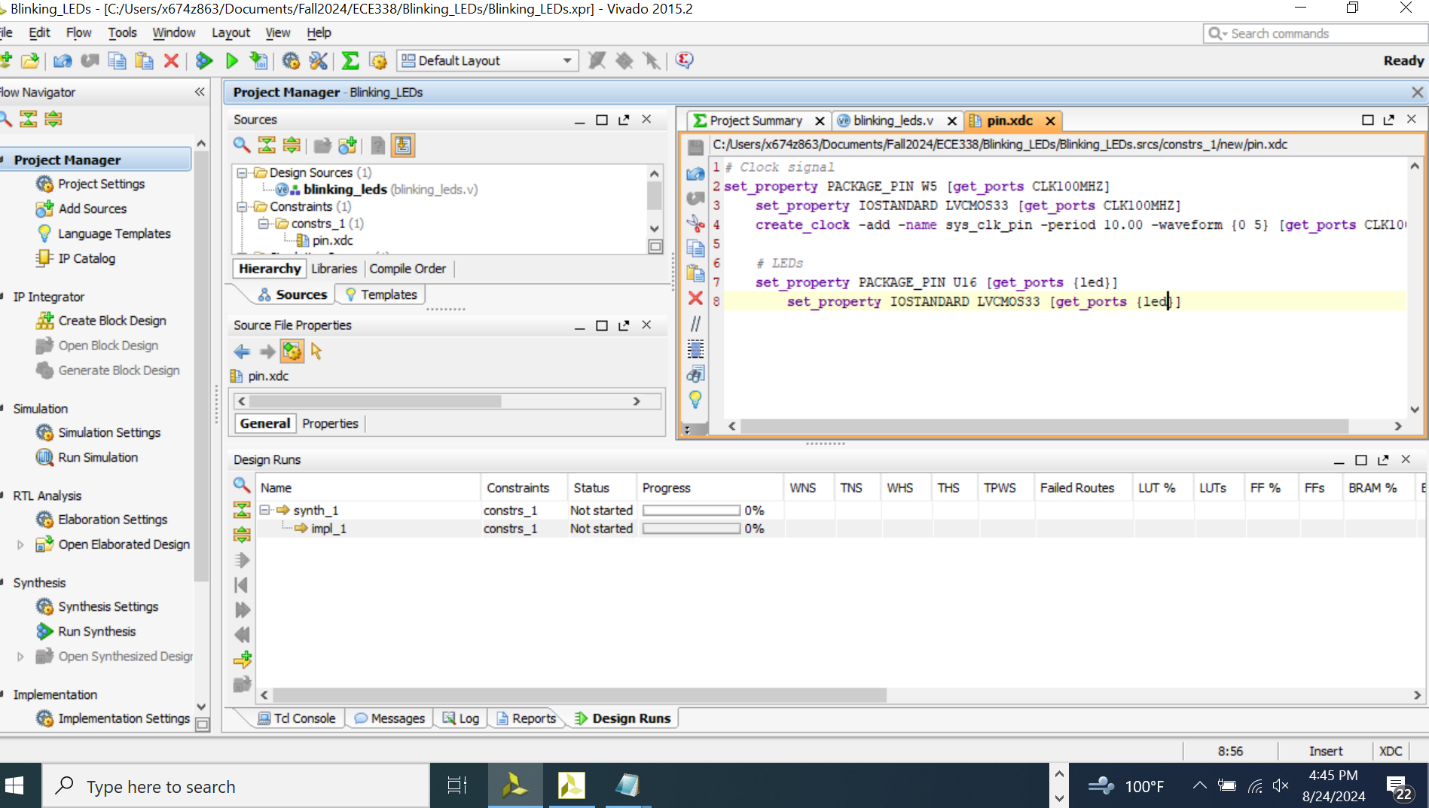 Blinking_LEDs - [C:/Users/x674z863/Documents/Fall2024/ECE338/Blinking_LEDs/Blinking_LEDs.xpr] - Vivado 2015.2
ile Edit Flow Tools Window Layout View Help
Search commands
Default Layout
Ready
low Navigator
Project Manager
Project Settings
Add Sources
Language Templates
IP Catalog
IP Integrator
Create Block Design
Open Block Design
Generate Block Design
Simulation
Simulation Settings
Run Simulation
RTL Analysis
Elaboration Settings
Open Elaborated Design
Synthesis
Synthesis Settings
Run Synthesis
Open Synthesized Design
Implementation
Implementation Settings
Project Manager - Blinking_LEDs
Sources
Design Sources (1)
blinking_leds (blinking_leds.v)
Constraints (1)
constrs_1 (1)
pin.xdc
Hierarchy Libraries Compile Order
Sources Templates
Source File Properties
pin.xdc
General Properties
Project Summary blinking_leds.v pin.xdc
C:/Users/x674z863/Documents/Fall2024/ECE338/Blinking_LEDs/Blinking_LEDs.srcs/constrs_1/new/pin.xdc
1 # Clock signal
2 set_property PACKAGE_PIN W5 [get_ports CLK100MHZ]
3 set_property IOSTANDARD LVCMOS33 [get_ports CLK100MHZ]
4 create_clock -add -name sys_clk_pin -period 10.00 -waveform {0 5} [get_ports CLK10
5
6 # LEDs
7 set_property PACKAGE_PIN U16 [get_ports {led}]
8 set_property IOSTANDARD LVCMOS33 [get_ports {led}]
Design Runs
Name Constraints Status Progress WNS TNS WHS THS TPWS Failed Routes LUT % LUTs FF % FFs BRAM %
synth_1 constrs_1 Not started 0%
impl_1 constrs_1 Not started 0%
Tcl Console Messages Log Reports Design Runs
8:56 Insert XDC
Type here to search
100°F
4:45 PM
8/24/2024
22